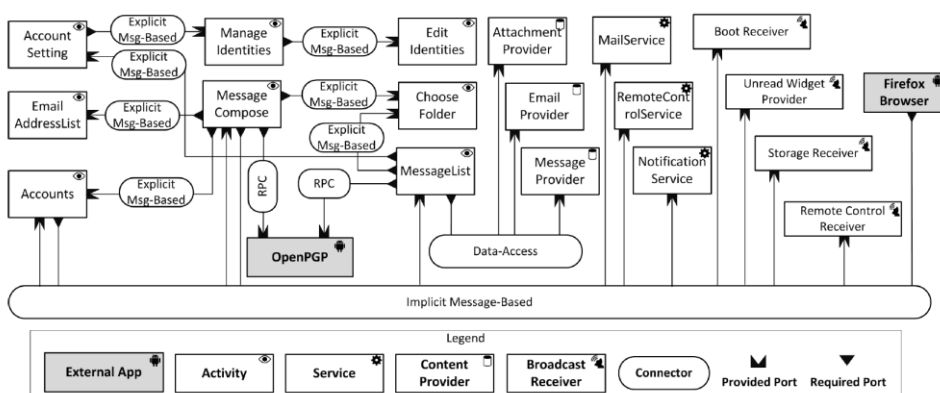 Account
Setting
Explicit
Msg-Based
Manage
Identities
Explicit
Msg-Based
Edit
Identities
Attachment
Provider
MailService
Boot Receiver
Explicit
Msg-Based
Email
AddressList
Explicit
Msg-Based
Message
Compose
Explicit
Msg-Based
Choose
Folder
Email
Provider
RemoteCont
rolService
Unread Widget
Provider
Firefox
Browser
Explicit
Msg-Based
Accounts
Explicit
Msg-Based
RPC
RPC
MessageList
Message
Provider
Notification
Service
Storage Receiver
Remote Control
Receiver
OpenPGP
Data-Access
Implicit Message-Based
Legend
External App
Activity
Service
Content
Provider
Broadcast
Receiver
Connector
Provided Port
Required Port